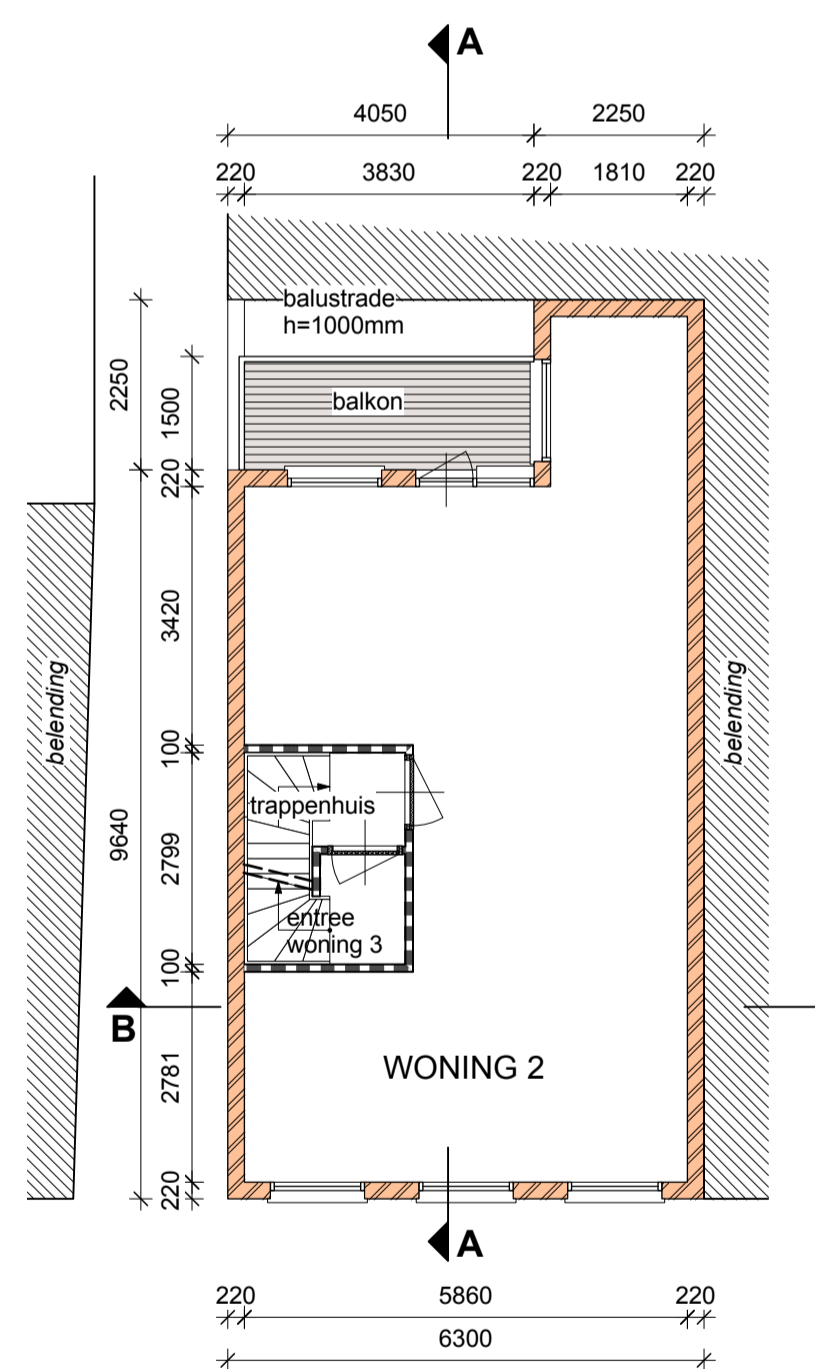 A
4050 2250
220 3830 220 1810 220
balustrade
h=1000mm
2250
1500
balkon
220
3420
belending
belending
100
trappenhuis
9640
2799
entree
woning 3
100
B
WONING 2
2781
220
A
220 5860 220
6300